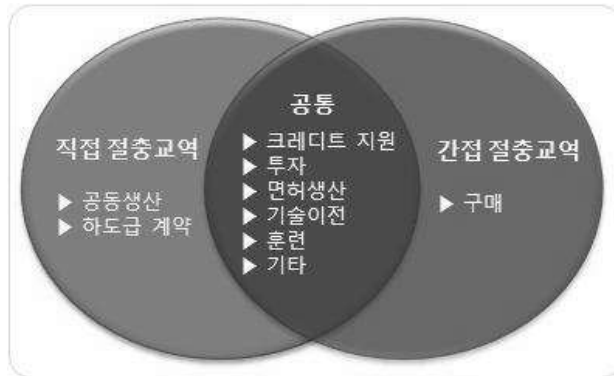 직접 절충교역
▶ 공동생산
▶ 하도급 계약
공통
▶ 크레디트 지원
▶ 투자
▶ 면허생산
▶ 기술이전
▶ 훈련
▶ 기타
간접 절충교역
▶ 구매